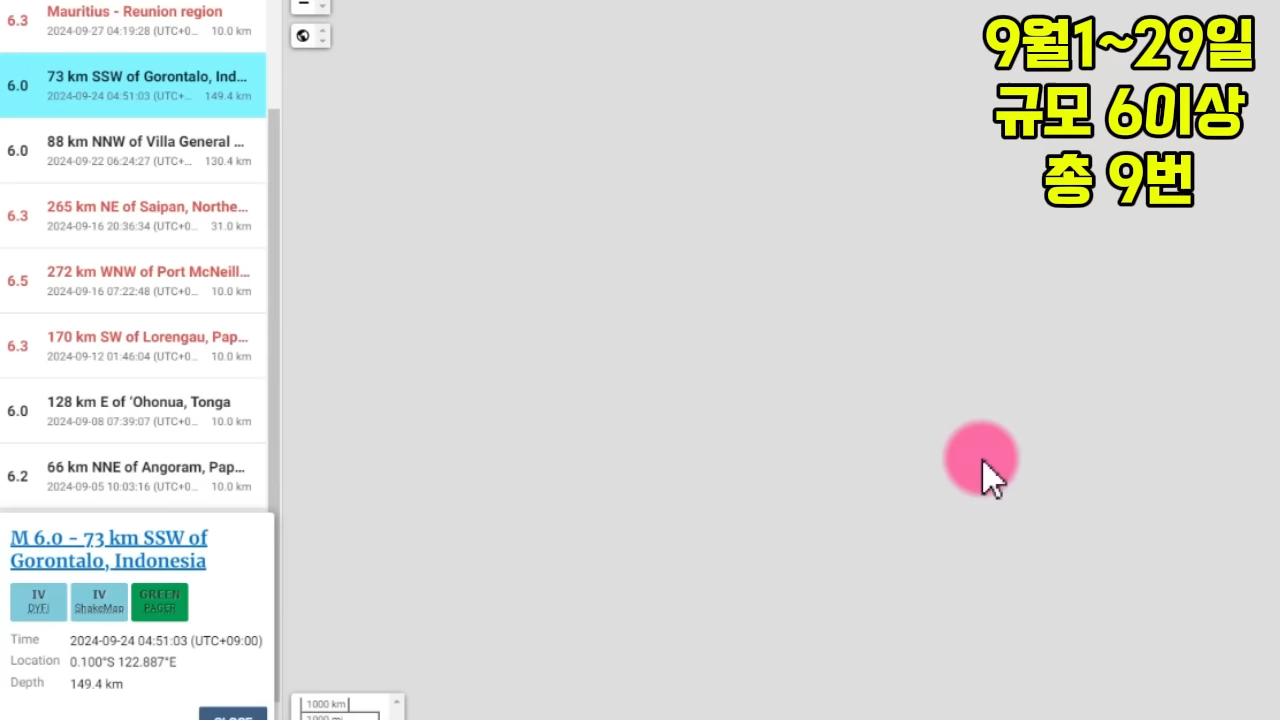 Mauritius - Reunion region
6.3
2024-09-27 04:19:28 (UTC+0... 10.0 km
73 km SSW of Gorontalo, Ind...
6.0
2024-09-24 04:51:03 (UTC+... 149.4 km
88 km NNW of Villa General ...
6.0
2024-09-22 06:24:27 (UTC+... 130.4 km
265 km NE of Saipan, Northe...
6.3
2024-09-16 20:36:34 (UTC+0... 31.0 km
272 km WNW of Port McNeill...
6.5
2024-09-16 07:22:48 (UTC+0... 10.0 km
170 km SW of Lorengau, Pap...
6.3
2024-09-12 01:46:04 (UTC+0... 10.0 km
128 km E of ‘Ohonua, Tonga
6.0
2024-09-08 07:39:07 (UTC+0... 10.0 km
66 km NNE of Angoram, Pap...
6.2
2024-09-05 10:03:16 (UTC+0... 10.0 km
M 6.0 - 73 km SSW of
Gorontalo, Indonesia
IV IV GREEN
DYFI ShakeMap PAGER
Time 2024-09-24 04:51:03 (UTC+09:00)
Location 0.100°S 122.887°E
Depth 149.4 km
CLOSE
1000 km
1000 mi
9월1~29일
규모 6이상
총 9번